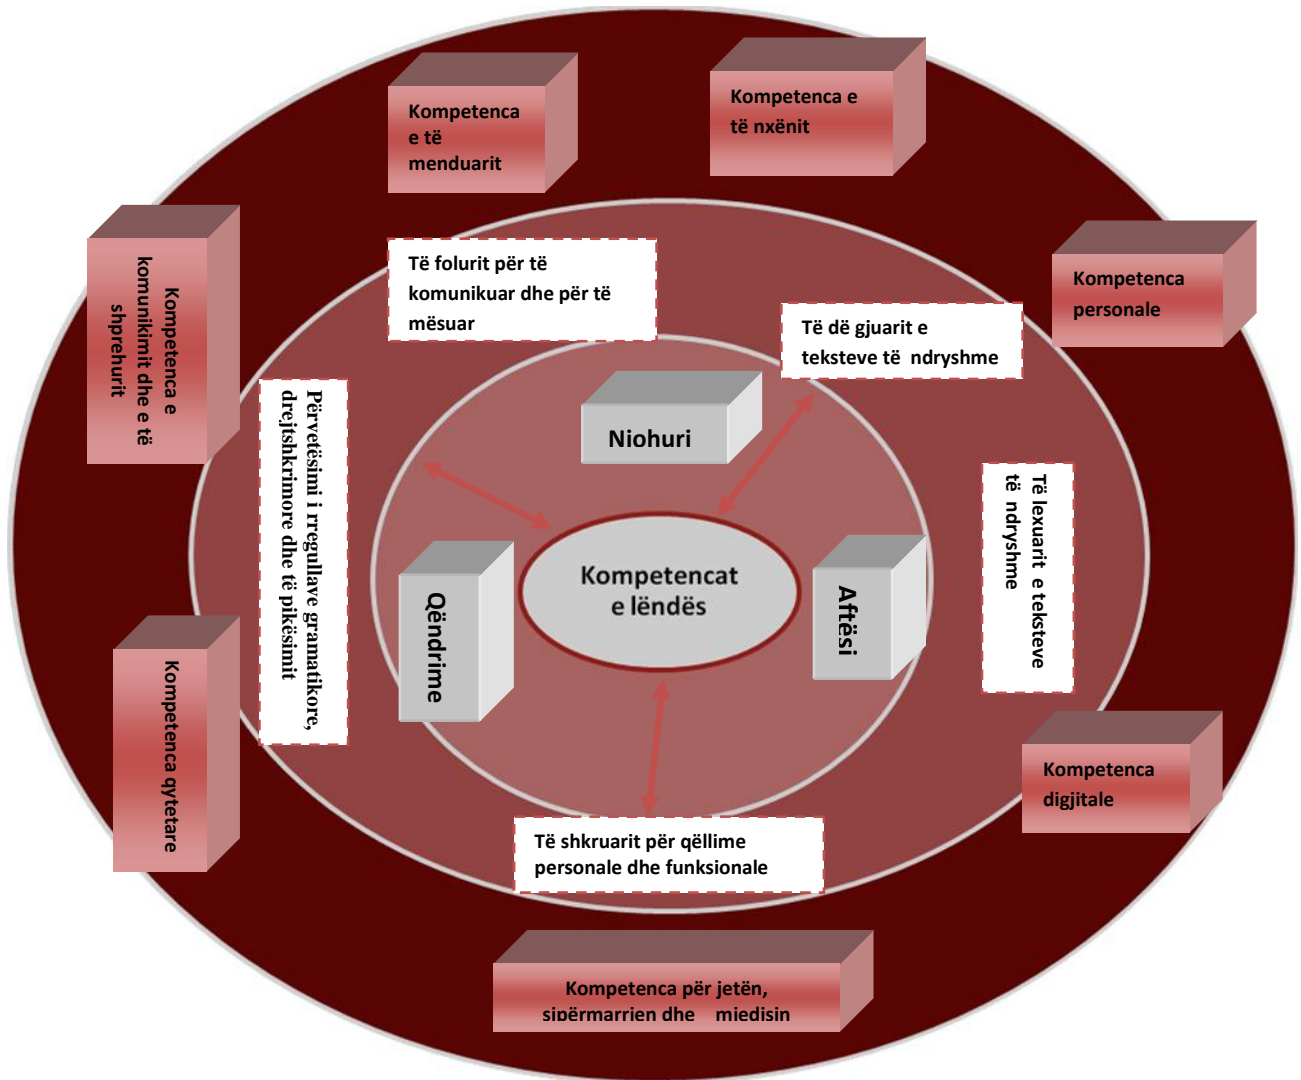 Kompetenca
e të
menduarit
Kompetenca e
të nxënit
Kompetenca e
komunikimit dhe e të
shprehurit
Të folurit për të
komunikuar dhe për të
mësuar
Kompetenca
personale
Të dë gjuarit e
teksteve të ndryshme
Përvetësimi i rregullave gramatikore,
drejtshkrimore dhe të pikësimit
Niohuri
Të lexuarit e teksteve
të ndryshme
Qëndrime
Kompetencat
e lëndës
Aftësi
Kompetenca qytetare
Kompetenca
digjitale
Të shkruarit për qëllime
personale dhe funksionale
Kompetenca për jetën,
sipërmarrien dhe miedisin